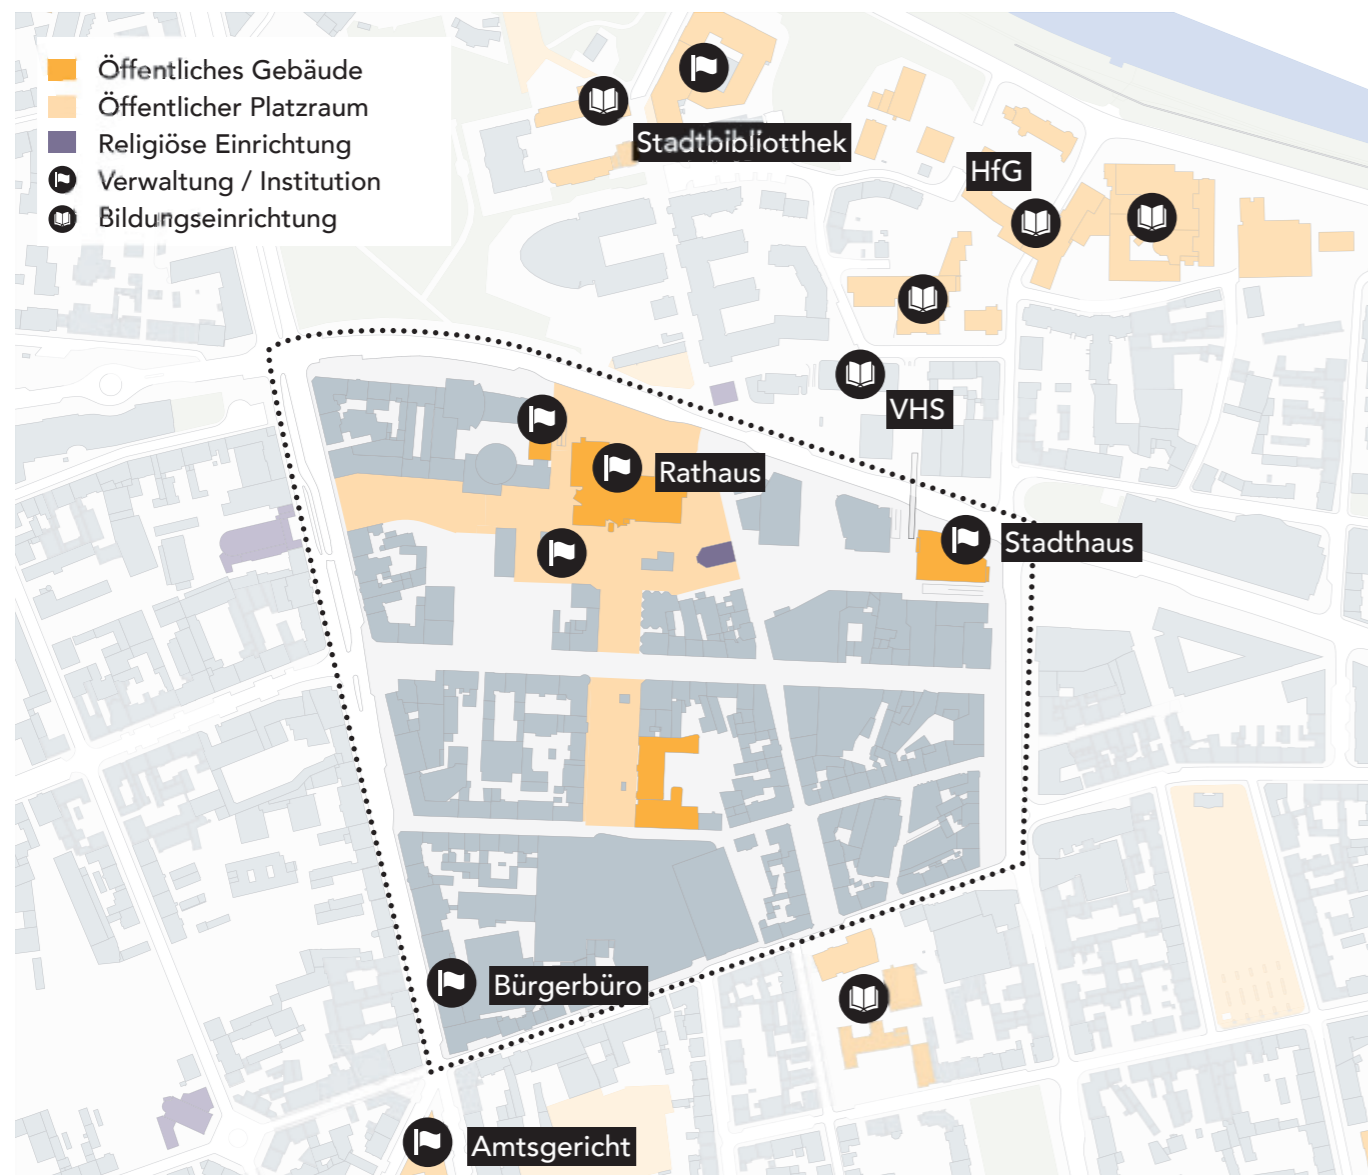 Öffentliches Gebäude
Öffentlicher Platzraum
Religiöse Einrichtung
Verwaltung / Institution
Bildungseinrichtung
Stadtbibliotthek
HfG
VHS
Rathaus
Stadthaus
Bürgerbüro
Amtsgericht